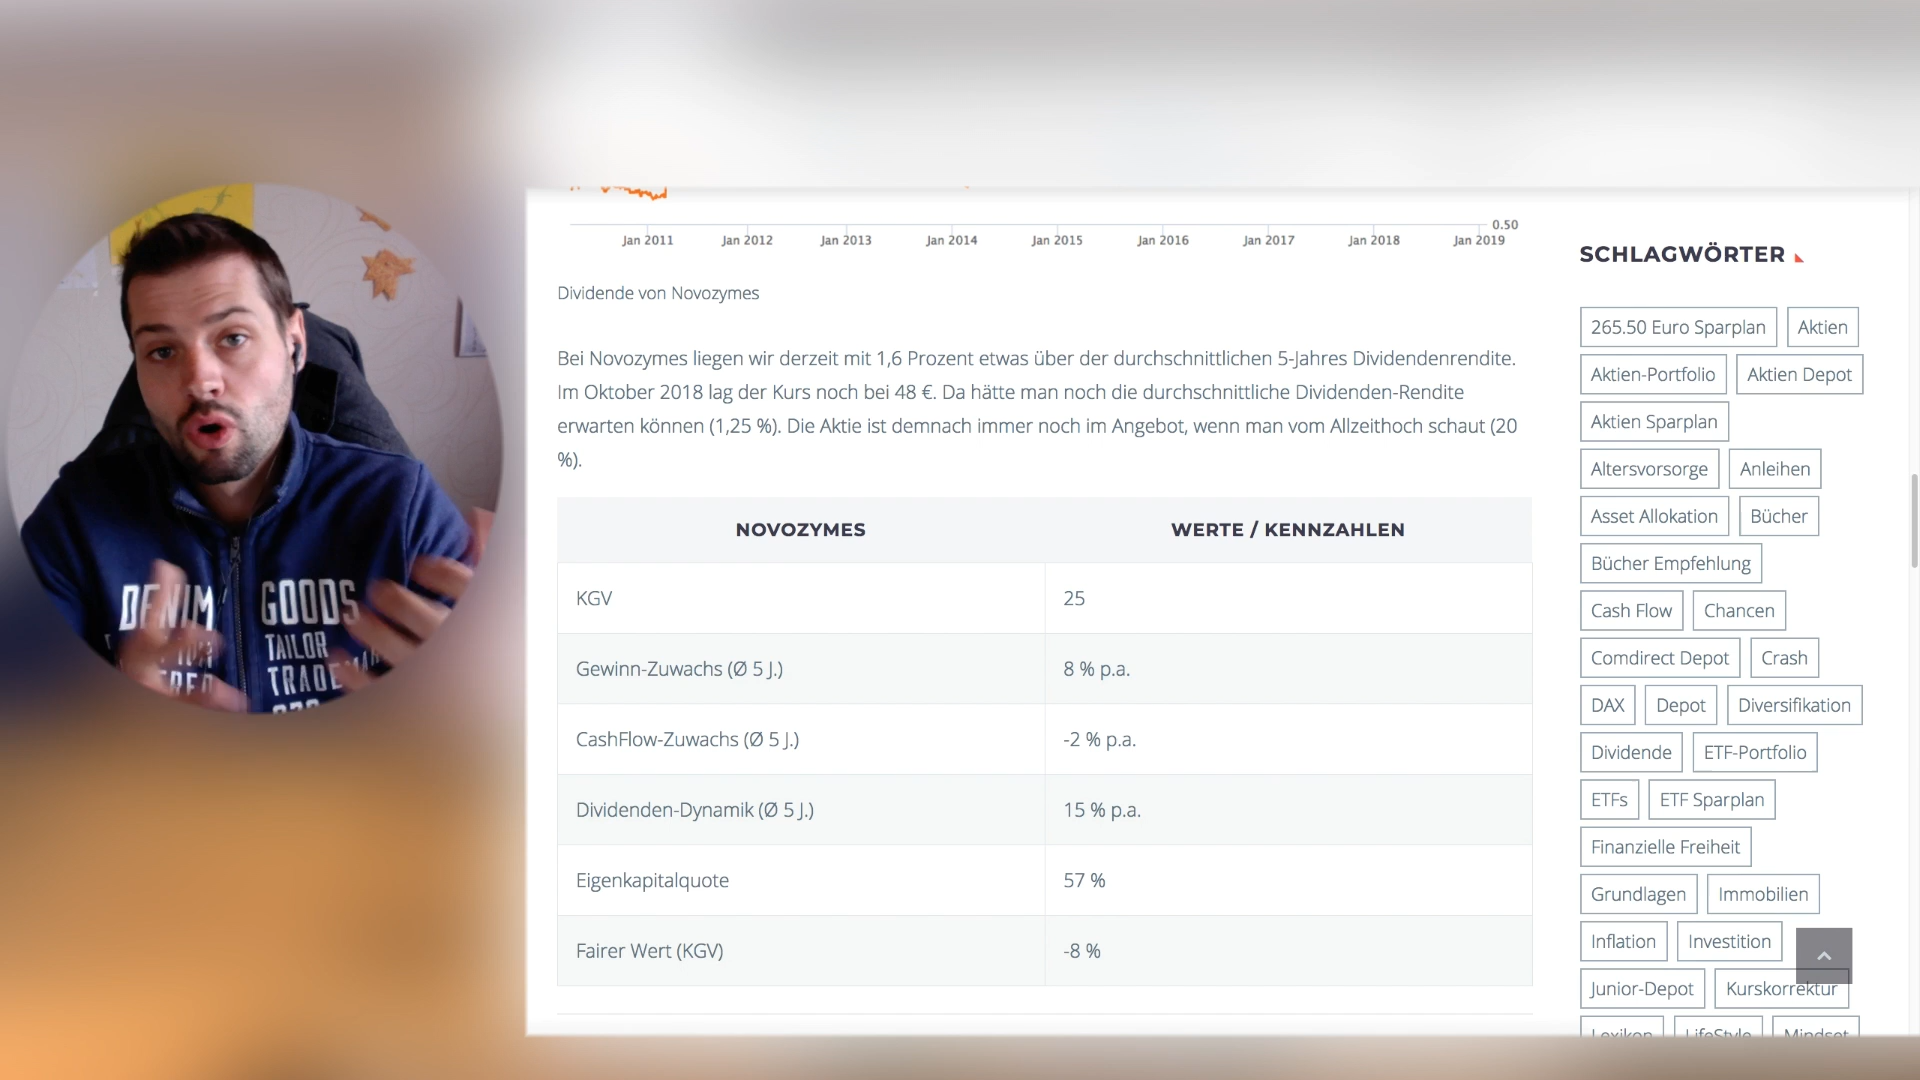 0.50
Jan 2011 Jan 2012 Jan 2013 Jan 2014 Jan 2015 Jan 2016 Jan 2017 Jan 2018 Jan 2019
Dividende von Novozymes
Bei Novozymes liegen wir derzeit mit 1,6 Prozent etwas über der durchschnittlichen 5-Jahres Dividendenrendite.
Im Oktober 2018 lag der Kurs noch bei 48 €. Da hätte man noch die durchschnittliche Dividenden-Rendite
erwarten können (1,25 %). Die Aktie ist demnach immer noch im Angebot, wenn man vom Allzeithoch schaut (20
%).
NOVOZYMES WERTE / KENNZAHLEN
KGV 25
Gewinn-Zuwachs (Ø 5 J.) 8 % p.a.
CashFlow-Zuwachs (Ø 5 J.) -2 % p.a.
Dividenden-Dynamik (Ø 5 J.) 15 % p.a.
Eigenkapitalquote 57 %
Fairer Wert (KGV) -8 %
SCHLAGWÖRTER
265.50 Euro Sparplan Aktien
Aktien-Portfolio Aktien Depot
Aktien Sparplan
Altersvorsorge Anleihen
Asset Allokation Bücher
Bücher Empfehlung
Cash Flow Chancen
Comdirect Depot Crash
DAX Depot Diversifikation
Dividende ETF-Portfolio
ETFs ETF Sparplan
Finanzielle Freiheit
Grundlagen Immobilien
Inflation Investition
Junior-Depot Kurskorrektur
Lexikon LifeStyle Mindset
DENIM GOODS
TAILOR
TRADE